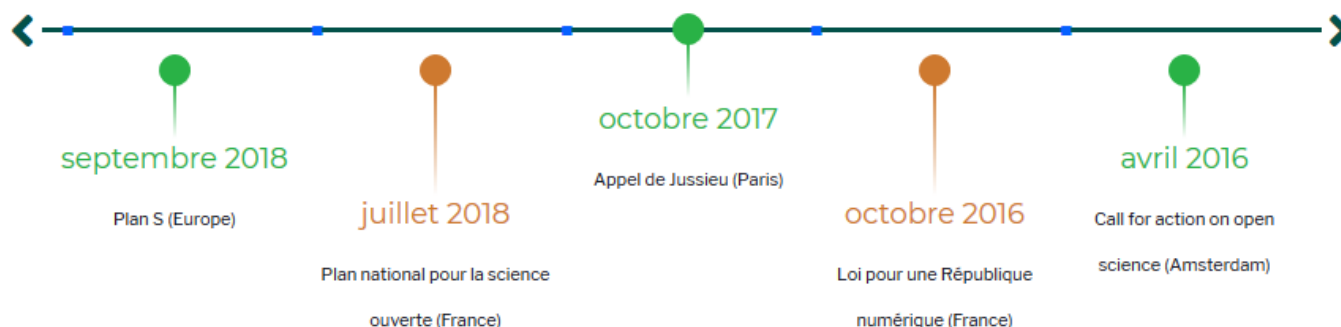 septembre 2018
Plan S (Europe)
juillet 2018
Plan national pour la science
ouverte (France)
octobre 2017
Appel de Jussieu (Paris)
octobre 2016
Loi pour une République
numérique (France)
avril 2016
Call for action on open
science (Amsterdam)